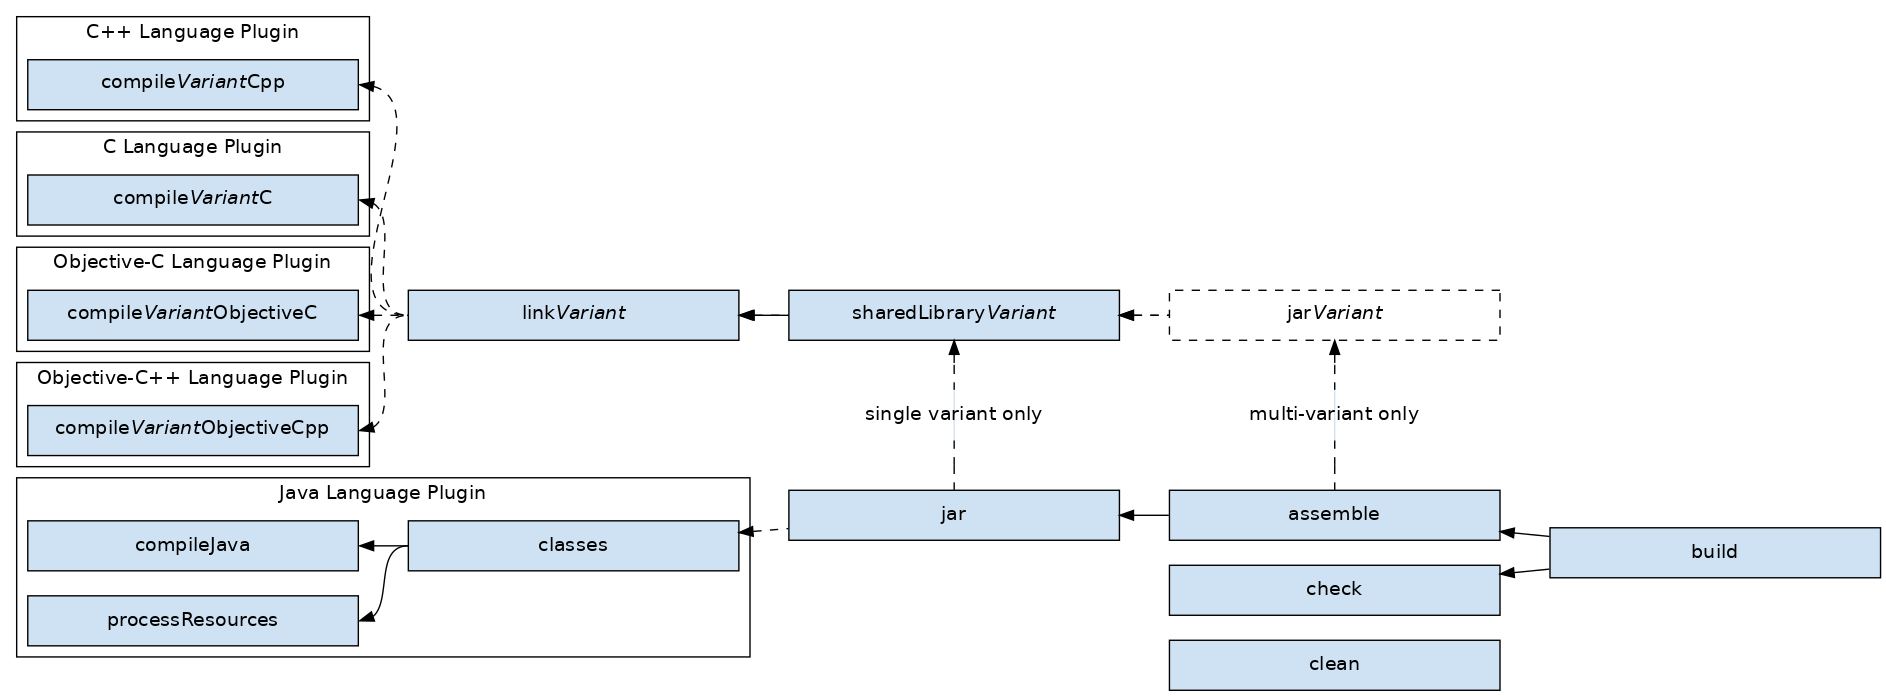 C++ Language Plugin
compileVariantCpp
C Language Plugin
compileVariantC
Objective-C Language Plugin
compileVariantObjectiveC
linkVariant
sharedLibraryVariant
jarVariant
Objective-C++ Language Plugin
compileVariantObjectiveCpp
single variant only
multi-variant only
Java Language Plugin
compileJava
classes
processResources
jar
assemble
check
clean
build